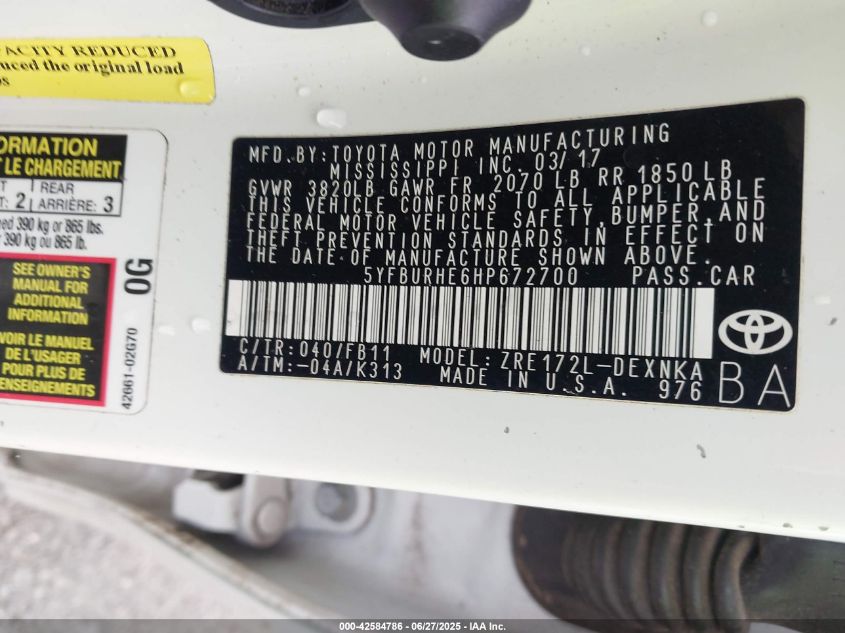 ACITY REDUCED
uced the original load
os
ORMATION
T LE CHARGEMENT
T REAR
T: 2 ARRIÈRE: 3
eed 390 kg or 865 lbs.
390 kg ou 865 lb.
SEE OWNER'S
MANUAL FOR
ADDITIONAL
INFORMATION
VOIR LE MANUEL
DE L'USAGER
POUR PLUS DE
ENSEIGNEMENTS
0G
42661-02G70
MFD. BY: TOYOTA MOTOR MANUFACTURING
MISSISSIPPI INC. 03/17
GVWR 3820LB GAWR FR 2070 LB RR 1850 LB
THIS VEHICLE CONFORMS TO ALL APPLICABLE
FEDERAL MOTOR VEHICLE SAFETY, BUMPER, AND
THEFT PREVENTION STANDARDS IN EFFECT ON
THE DATE OF MANUFACTURE SHOWN ABOVE.
5YFBURHE6HP672700 PASS. CAR
C/TR: 040/FB11 MODEL: ZRE172L-DEXNKA
A/TM: -04A/K313 MADE IN U.S.A. 976
BA
000-42584786 - 06/27/2025 - IAA Inc.